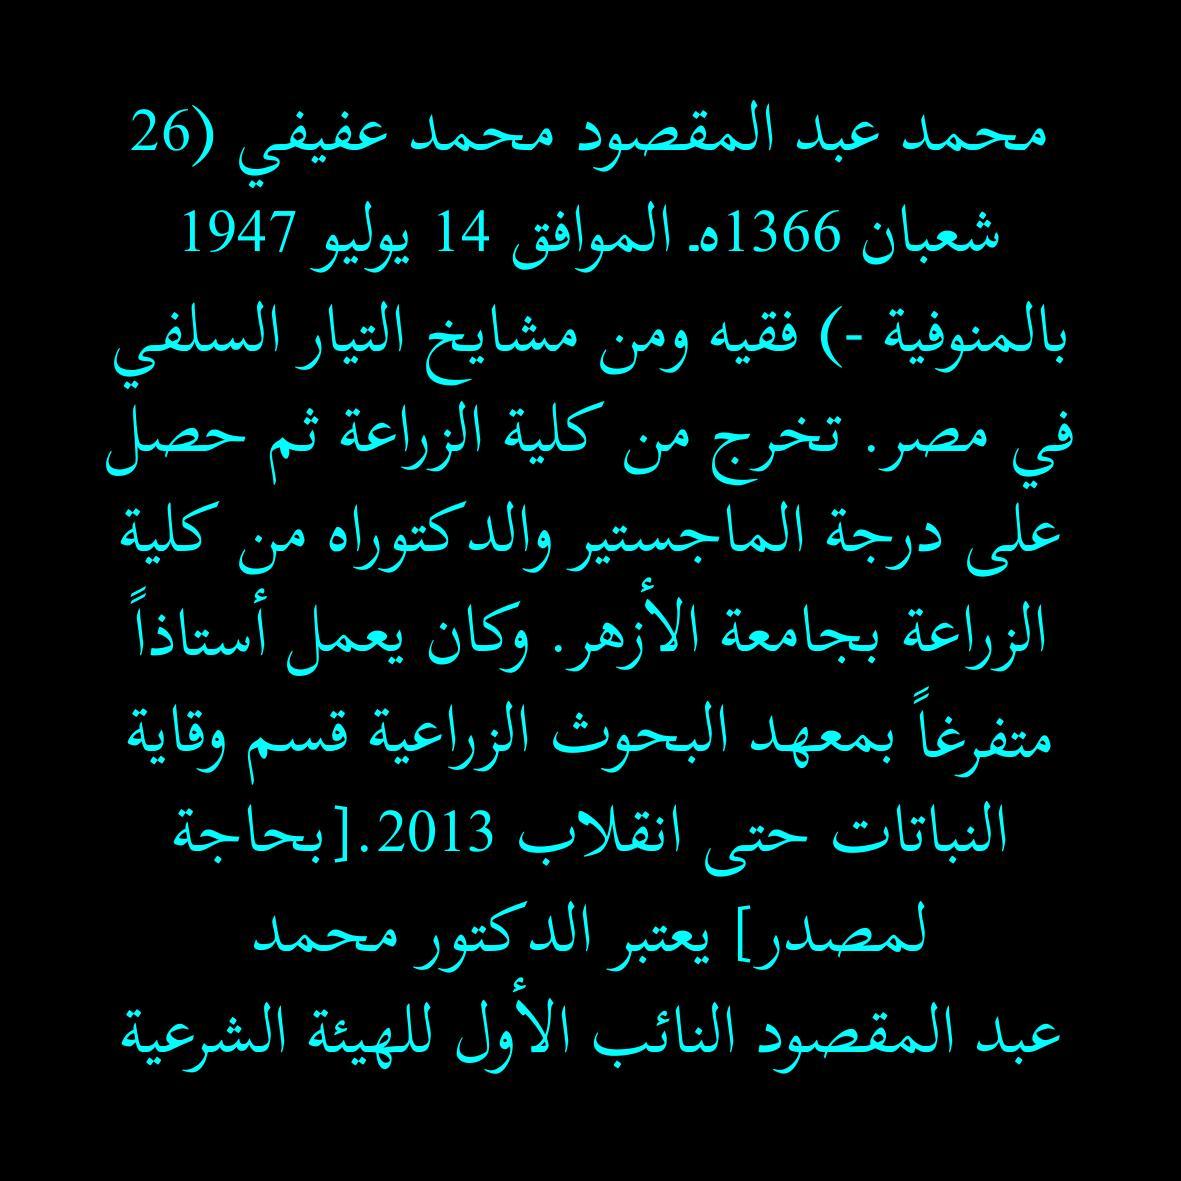 محمد عبد المقصود محمد عفيفي (26
شعبان 1366هـ الموافق 14 يوليو 1947
بالمنوفية -) فقيه ومن مشايخ التيار السلفي
في مصر. تخرج من كلية الزراعة ثم حصل
على درجة الماجستير والدكتوراه من كلية
الزراعة بجامعة الأزهر. وكان يعمل أستاذاً
متفرغاً بمعهد البحوث الزراعية قسم وقاية
النباتات حتى انقلاب 2013.[بحاجة
لمصدر] يعتبر الدكتور محمد
عبد المقصود النائب الأول للهيئة الشرعية